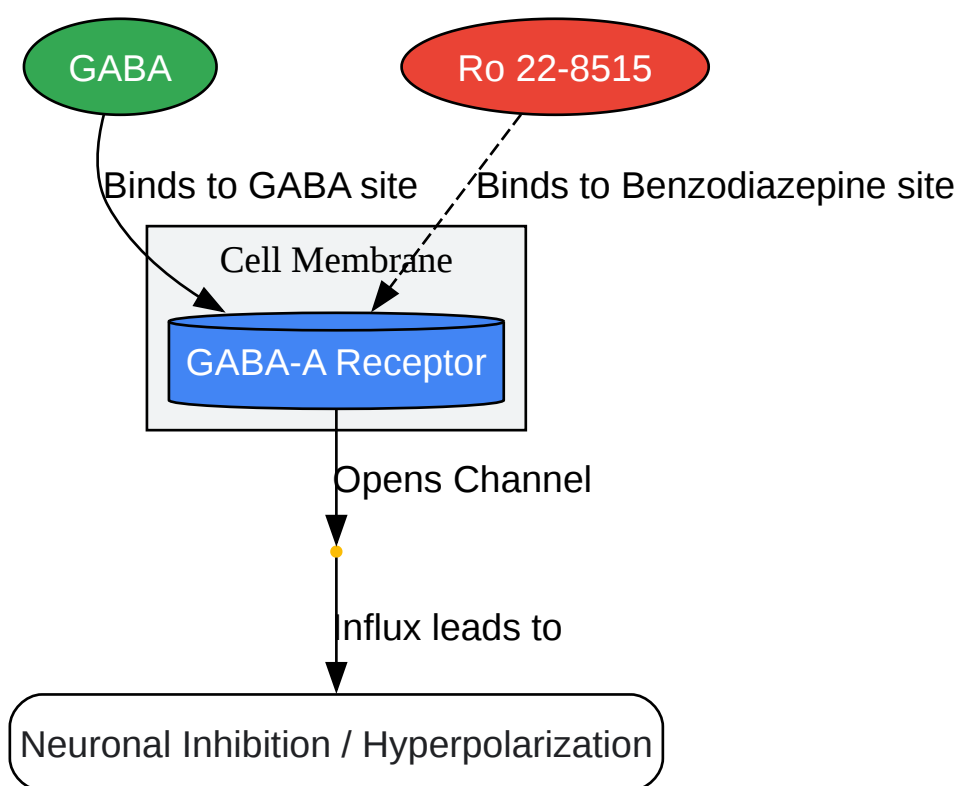 GABA
Ro 22-8515
Binds to GABA site
Binds to Benzodiazepine site
Cell Membrane
GABA-A Receptor
Opens Channel
Influx leads to
Neuronal Inhibition / Hyperpolarization